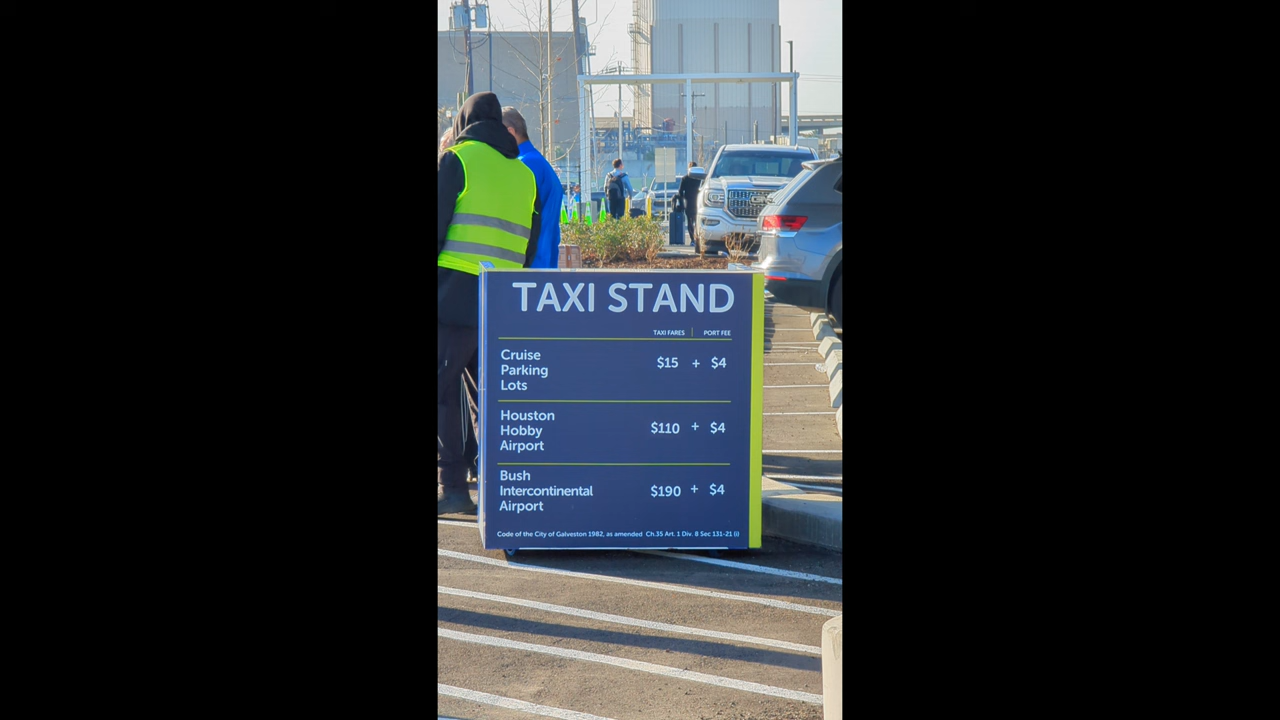 TAXI STAND
TAXI FARES | PORT FEE
Cruise
Parking
Lots
$15 + $4
Houston
Hobby
Airport
$110 + $4
Bush
Intercontinental
Airport
$190 + $4
Code of the City of Galveston 1982, as amended Ch.35 Art. 1 Div. 8 Sec 131-21 (i)
GMC